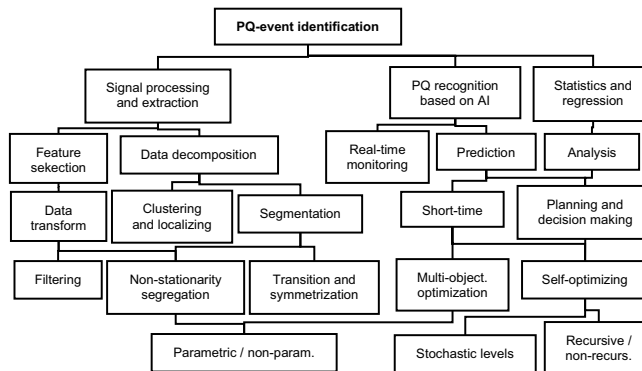 PQ-event identification
Signal processing
and extraction
PQ recognition
based on AI
Statistics and
regression
Feature
sekection
Data decomposition
Real-time
monitoring
Prediction
Analysis
Data
transform
Clustering
and localizing
Segmentation
Short-time
Planning and
decision making
Filtering
Non-stationarity
segregation
Transition and
symmetrization
Multi-object.
optimization
Self-optimizing
Parametric / non-param.
Stochastic levels
Recursive /
non-recurs.